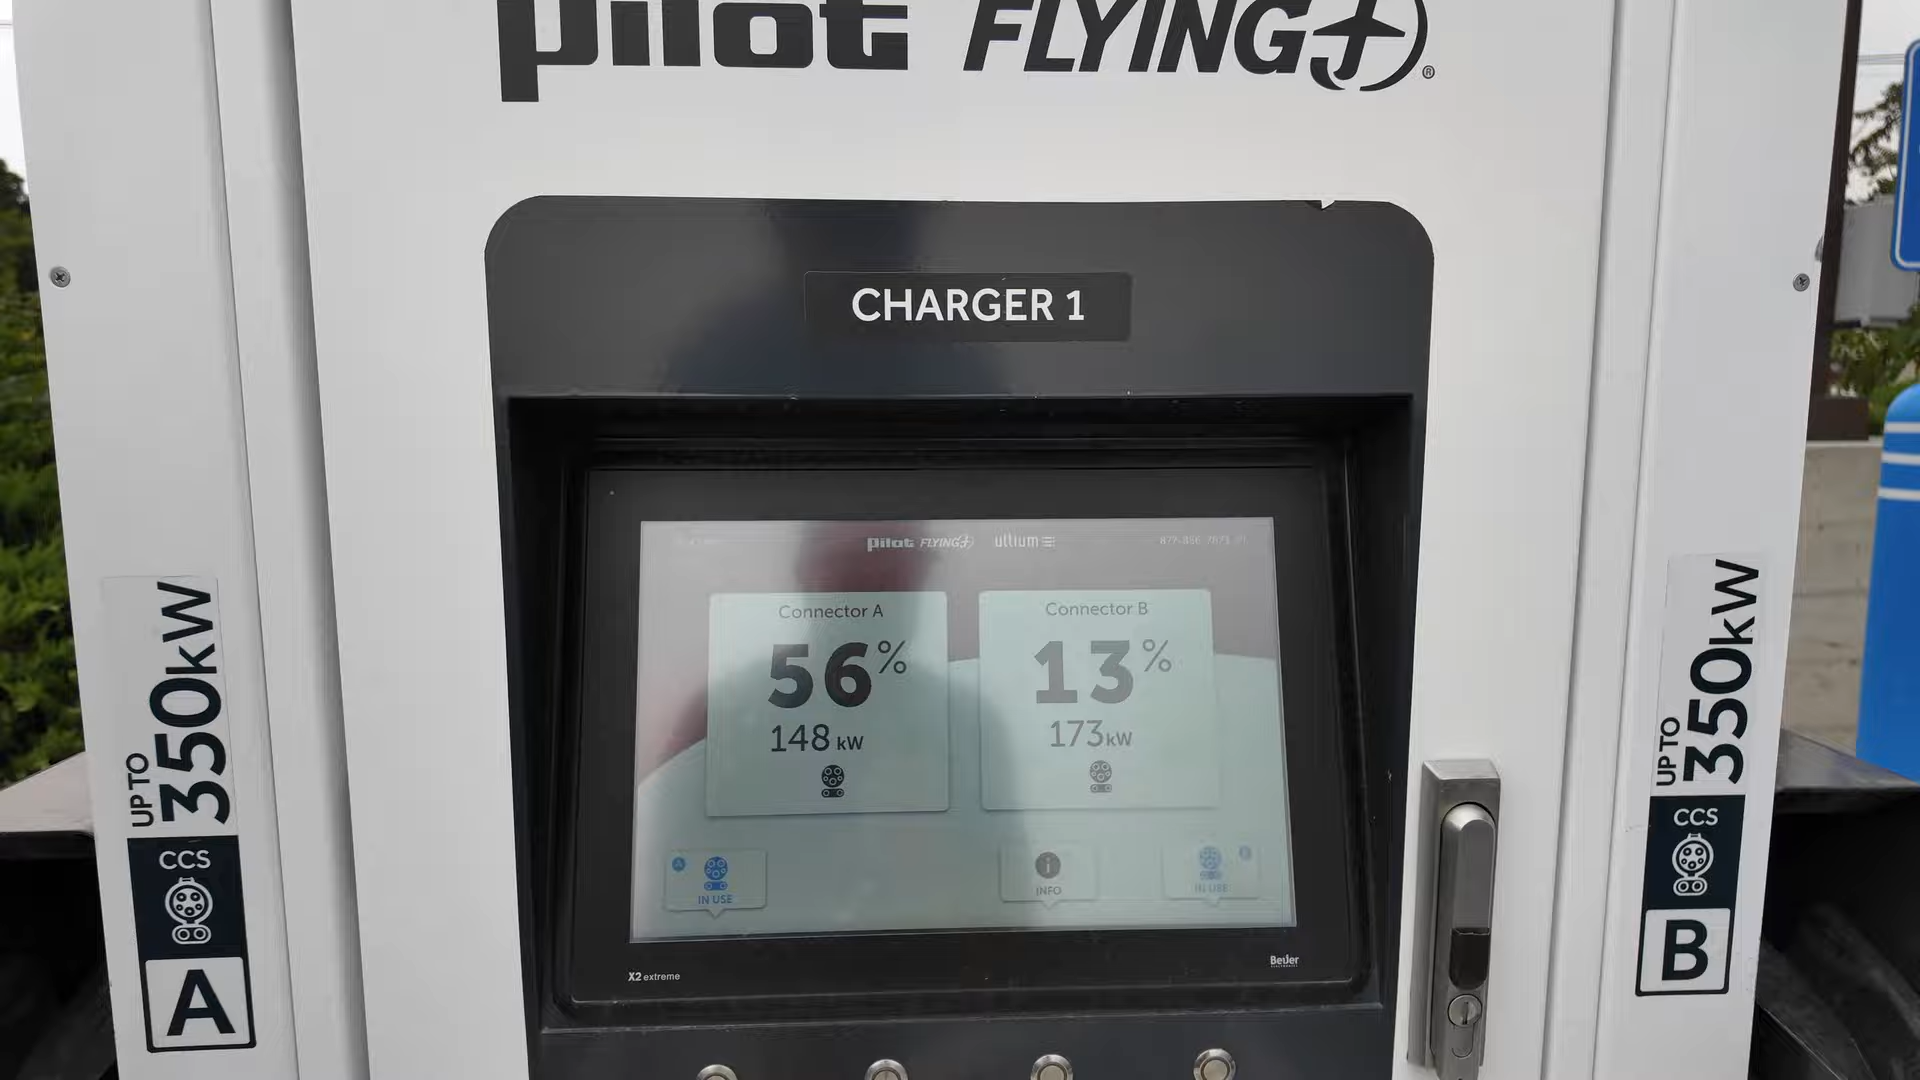 pilot FLYING J ®
CHARGER 1
pilot FLYING J ultium
Connector A
56%
148 kW
Connector B
13%
173 kW
A
IN USE
i
INFO
IN USE
X2 extreme
Beijer
UP TO 350kW
CCS
A
UP TO 350kW
CCS
B